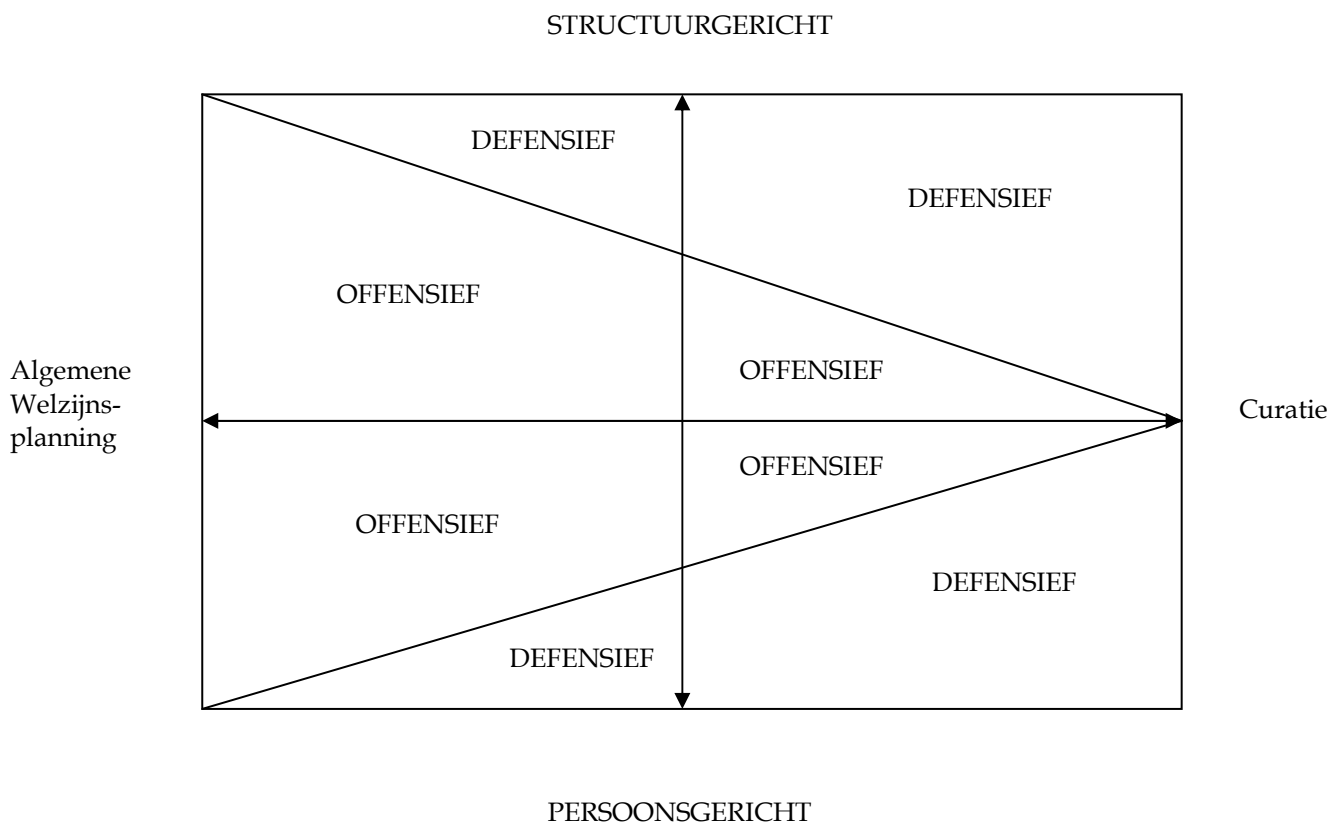 STRUCTUURGERICHT
DEFENSIEF
DEFENSIEF
OFFENSIEF
OFFENSIEF
Algemene
Welzijns-
planning
Curatie
OFFENSIEF
OFFENSIEF
DEFENSIEF
DEFENSIEF
PERSOONSGERICHT